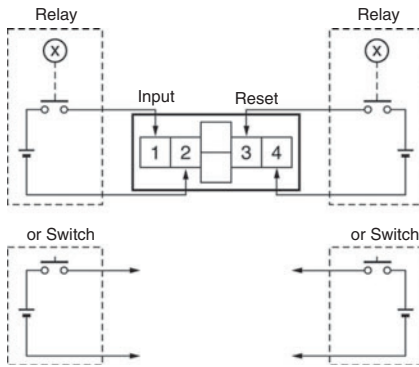 Relay Relay
X X
Input Reset
1 2 3 4
or Switch or Switch